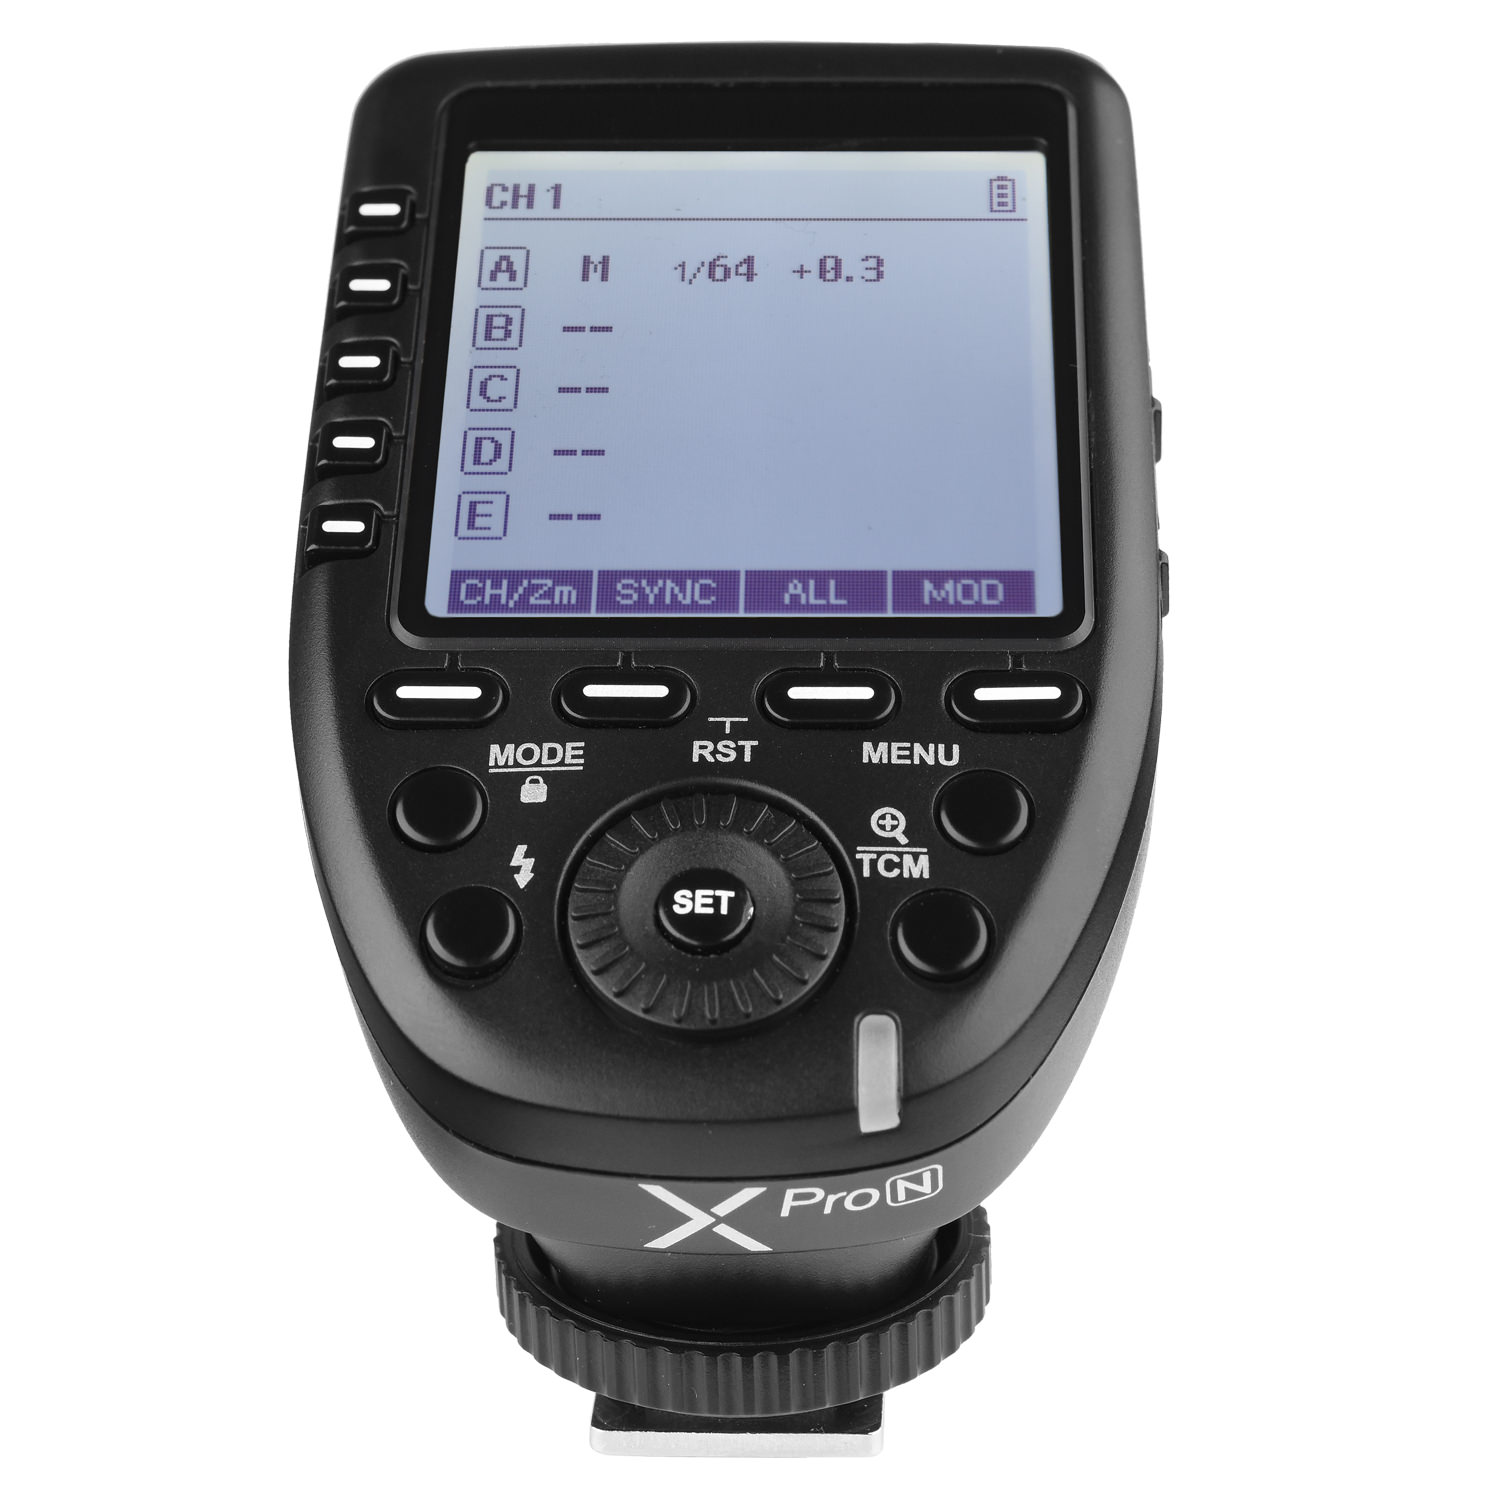 CH 1
A M 1/64 +0.3
B --
C --
D --
E --
CH/Zm SYNC ALL MOD
MODE RST MENU
TCM
SET
X Pro N